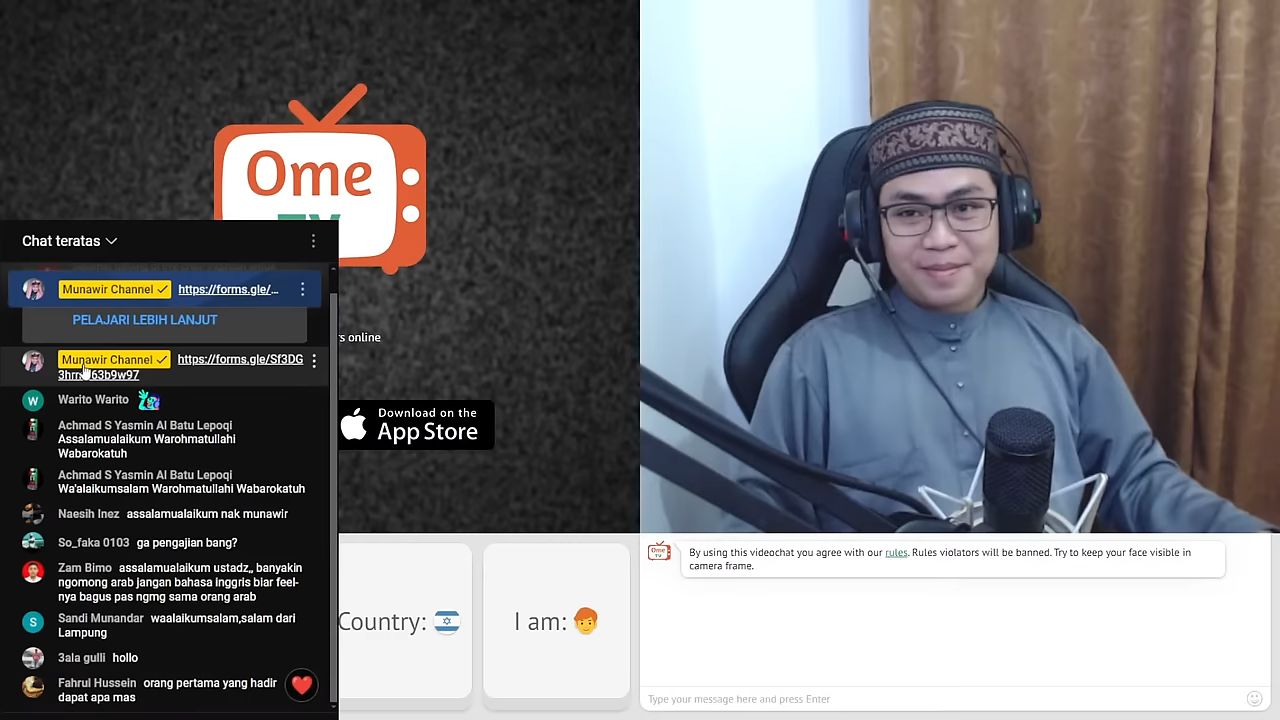 Ome
TV
Chat teratas
Munawir Channel https://forms.gle/...
PELAJARI LEBIH LANJUT
Munawir Channel https://forms.gle/Sf3DG
Warito Warito
Achmad S Yasmin Al Batu Lepoqi
Assalamualaikum Warohmatullahi
Wabarokatuh
Achmad S Yasmin Al Batu Lepoqi
Wa'alaikumsalam Warohmatullahi Wabarokatuh
Naesih Inez assalamualaikum nak munawir
So_faka 0103 ga pengajian bang?
Zam Bimo assalamualaikum ustadz,, banyakin
ngomong arab jangan bahasa inggris biar feel-
nya bagus pas ngmg sama orang arab
Sandi Munandar waalaikumsalam,salam dari
Lampung
3ala gulli hollo
Fahrul Hussein orang pertama yang hadir
dapat apa mas
W
S
online
Download on the
App Store
Country:
I am:
Ome
TV
By using this videochat you agree with our rules. Rules violators will be banned. Try to keep your face visible in
camera frame.
Type your message here and press Enter